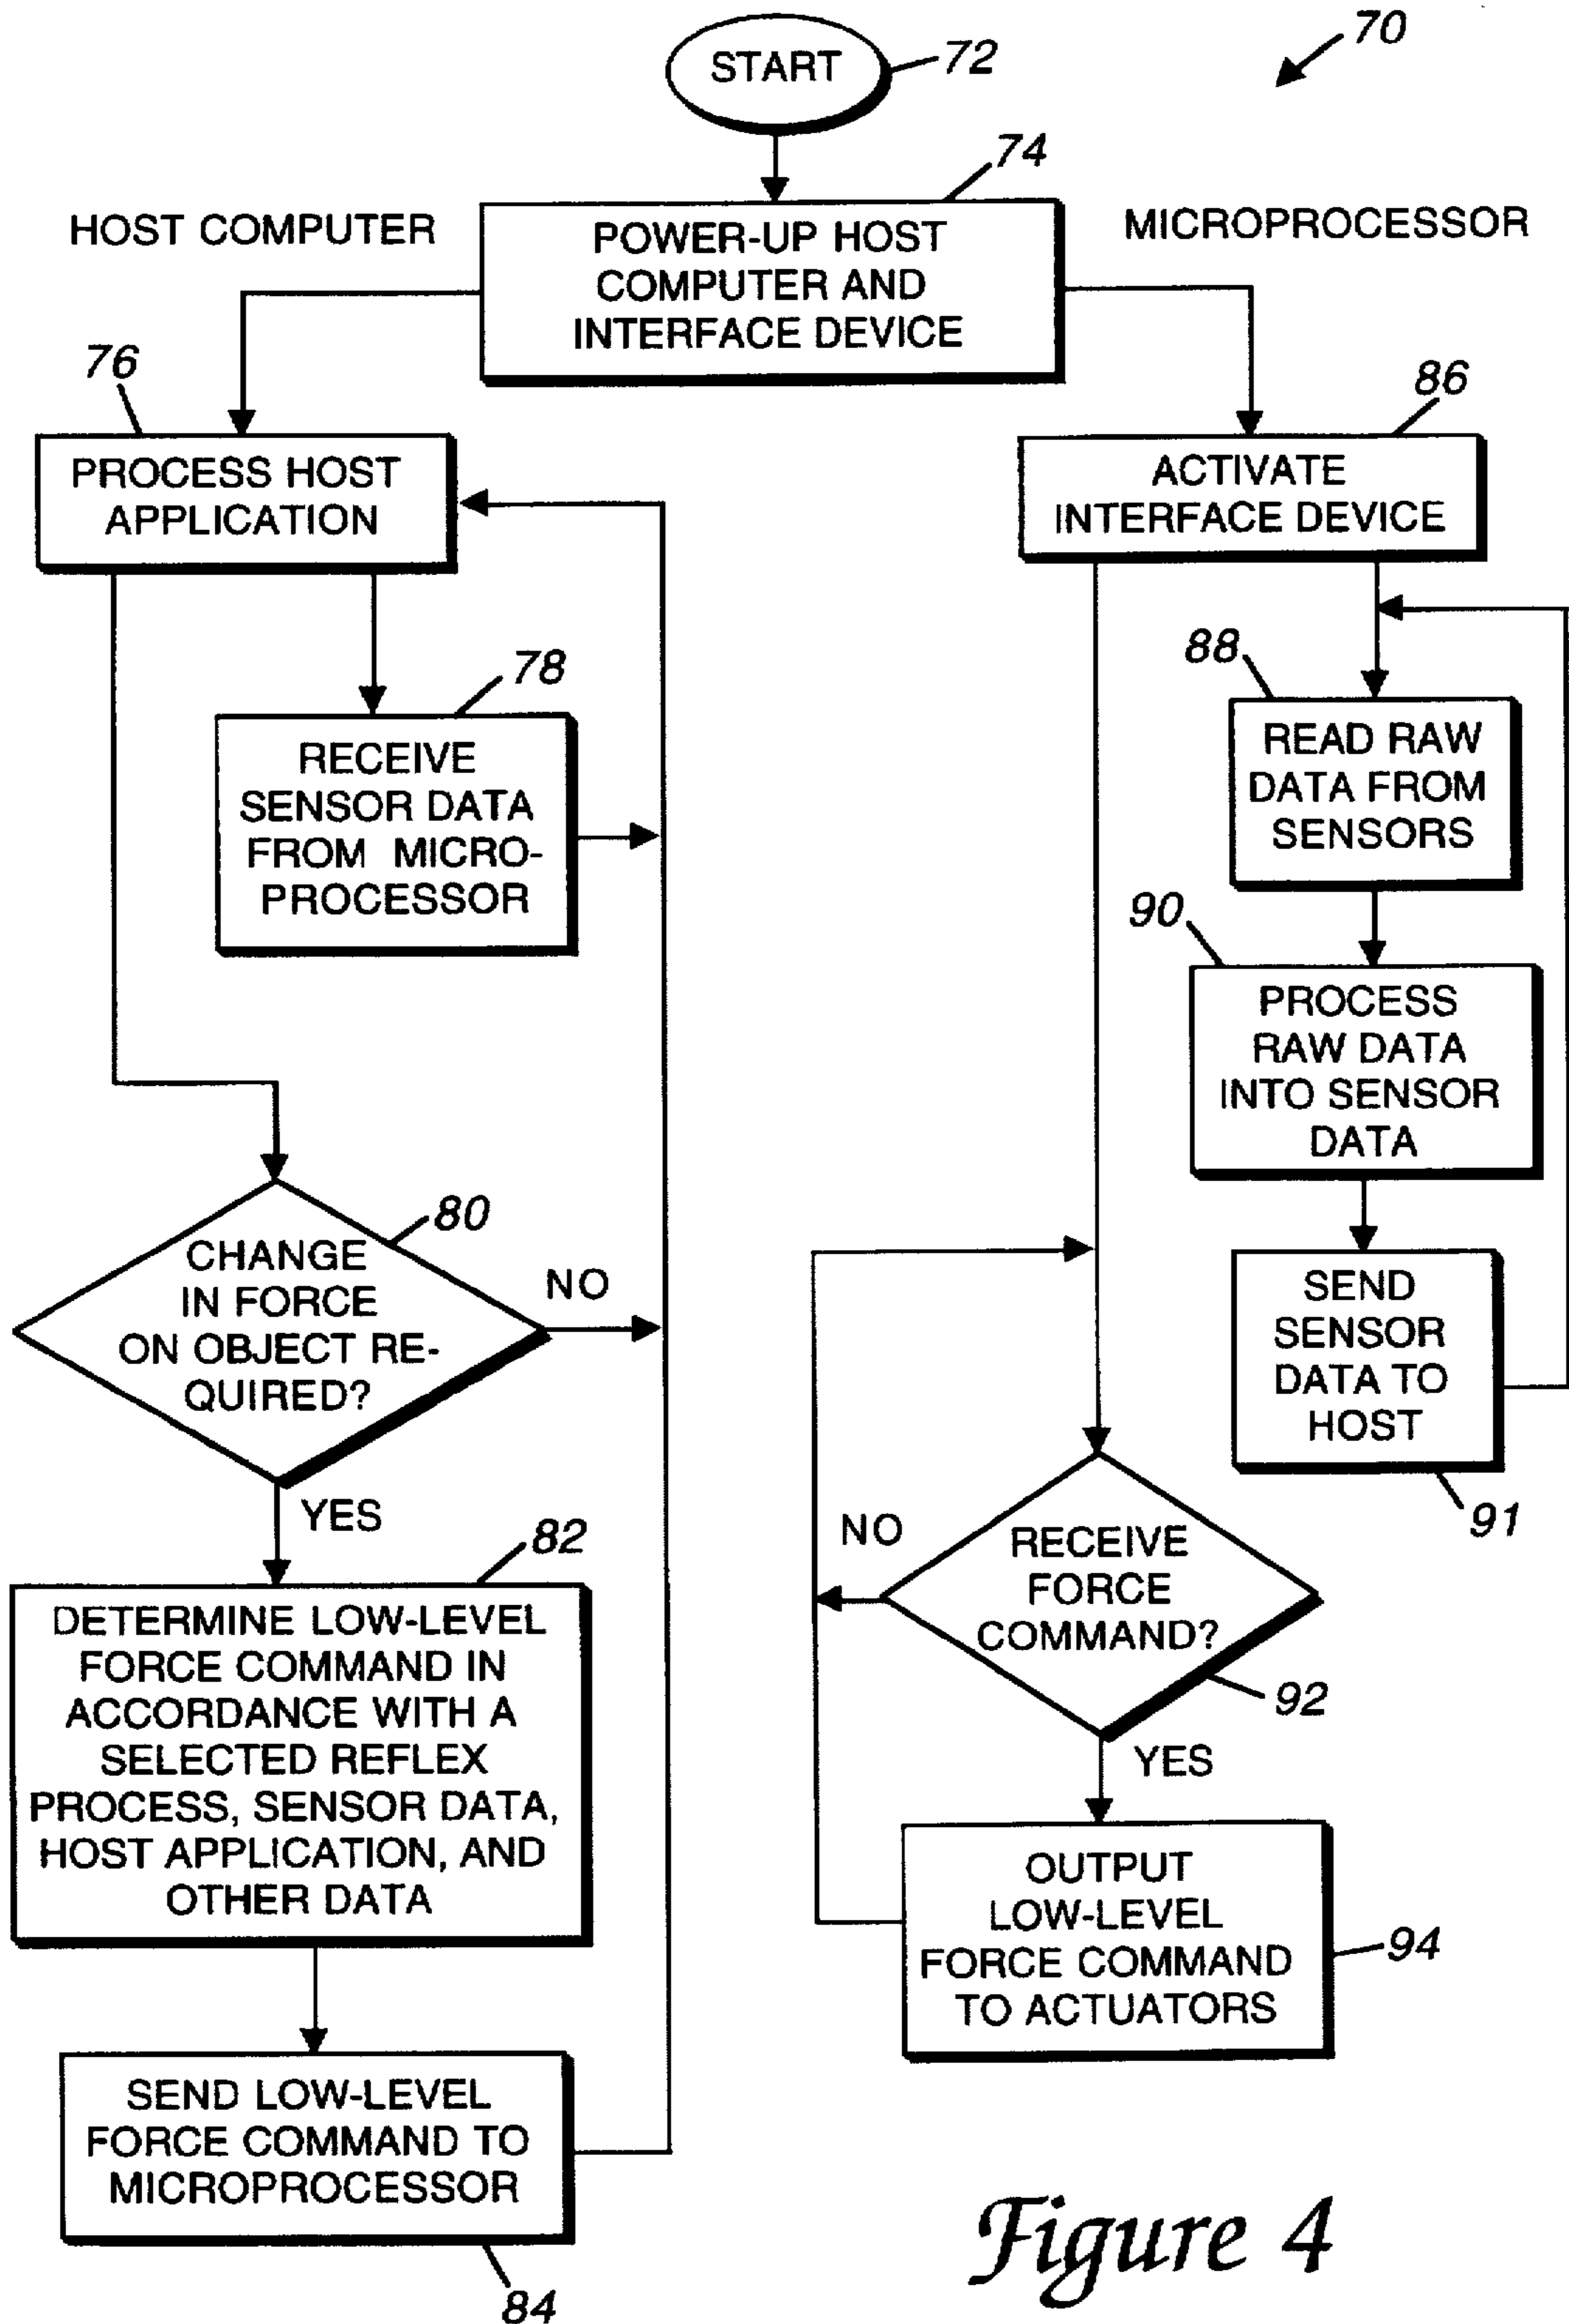 70
START
72
74
HOST COMPUTER
POWER-UP HOST
COMPUTER AND
INTERFACE DEVICE
MICROPROCESSOR
76
PROCESS HOST
APPLICATION
78
RECEIVE
SENSOR DATA
FROM MICRO-
PROCESSOR
80
CHANGE
IN FORCE
ON OBJECT RE-
QUIRED?
NO
YES
82
DETERMINE LOW-LEVEL
FORCE COMMAND IN
ACCORDANCE WITH A
SELECTED REFLEX
PROCESS, SENSOR DATA,
HOST APPLICATION, AND
OTHER DATA
SEND LOW-LEVEL
FORCE COMMAND TO
MICROPROCESSOR
84
86
ACTIVATE
INTERFACE DEVICE
88
READ RAW
DATA FROM
SENSORS
90
PROCESS
RAW DATA
INTO SENSOR
DATA
SEND
SENSOR
DATA TO
HOST
91
NO
RECEIVE
FORCE
COMMAND?
92
YES
OUTPUT
LOW-LEVEL
FORCE COMMAND
TO ACTUATORS
94
Figure 4